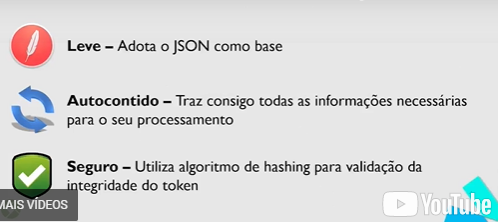 Leve – Adota o JSON como base
Autocontido – Traz consigo todas as informações necessárias
para o seu processamento
Seguro – Utiliza algoritmo de hashing para validação da
integridade do token
MAIS VÍDEOS
YouTube